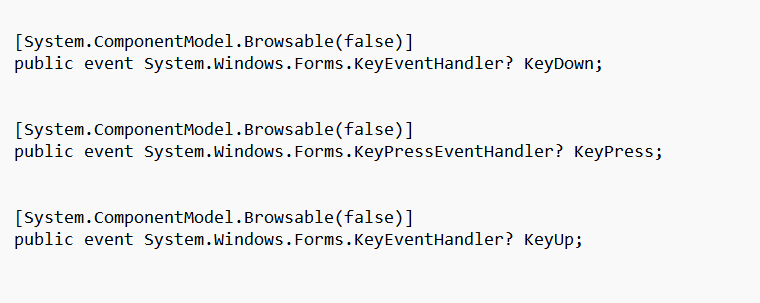 [System.ComponentModel.Browsable(false)]
public event System.Windows.Forms.KeyEventHandler? KeyDown;
[System.ComponentModel.Browsable(false)]
public event System.Windows.Forms.KeyPressEventHandler? KeyPress;
[System.ComponentModel.Browsable(false)]
public event System.Windows.Forms.KeyEventHandler? KeyUp;